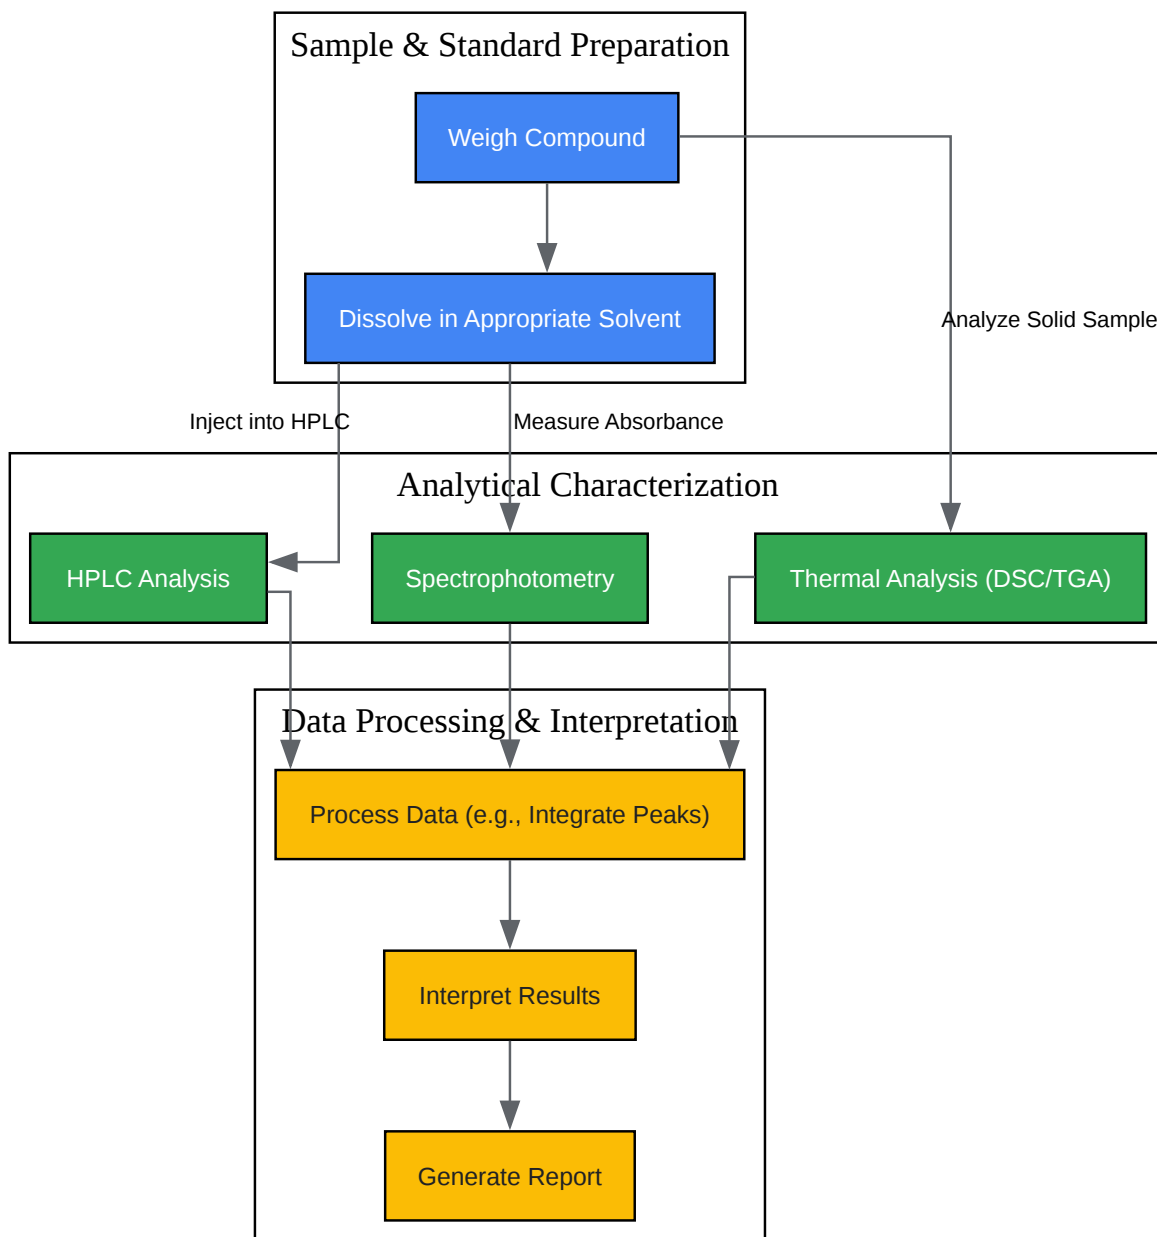 Sample & Standard Preparation
Weigh Compound
Dissolve in Appropriate Solvent
Analyze Solid Sample
Inject into HPLC
Measure Absorbance
Analytical Characterization
HPLC Analysis
Spectrophotometry
Thermal Analysis (DSC/TGA)
Data Processing & Interpretation
Process Data (e.g., Integrate Peaks)
Interpret Results
Generate Report